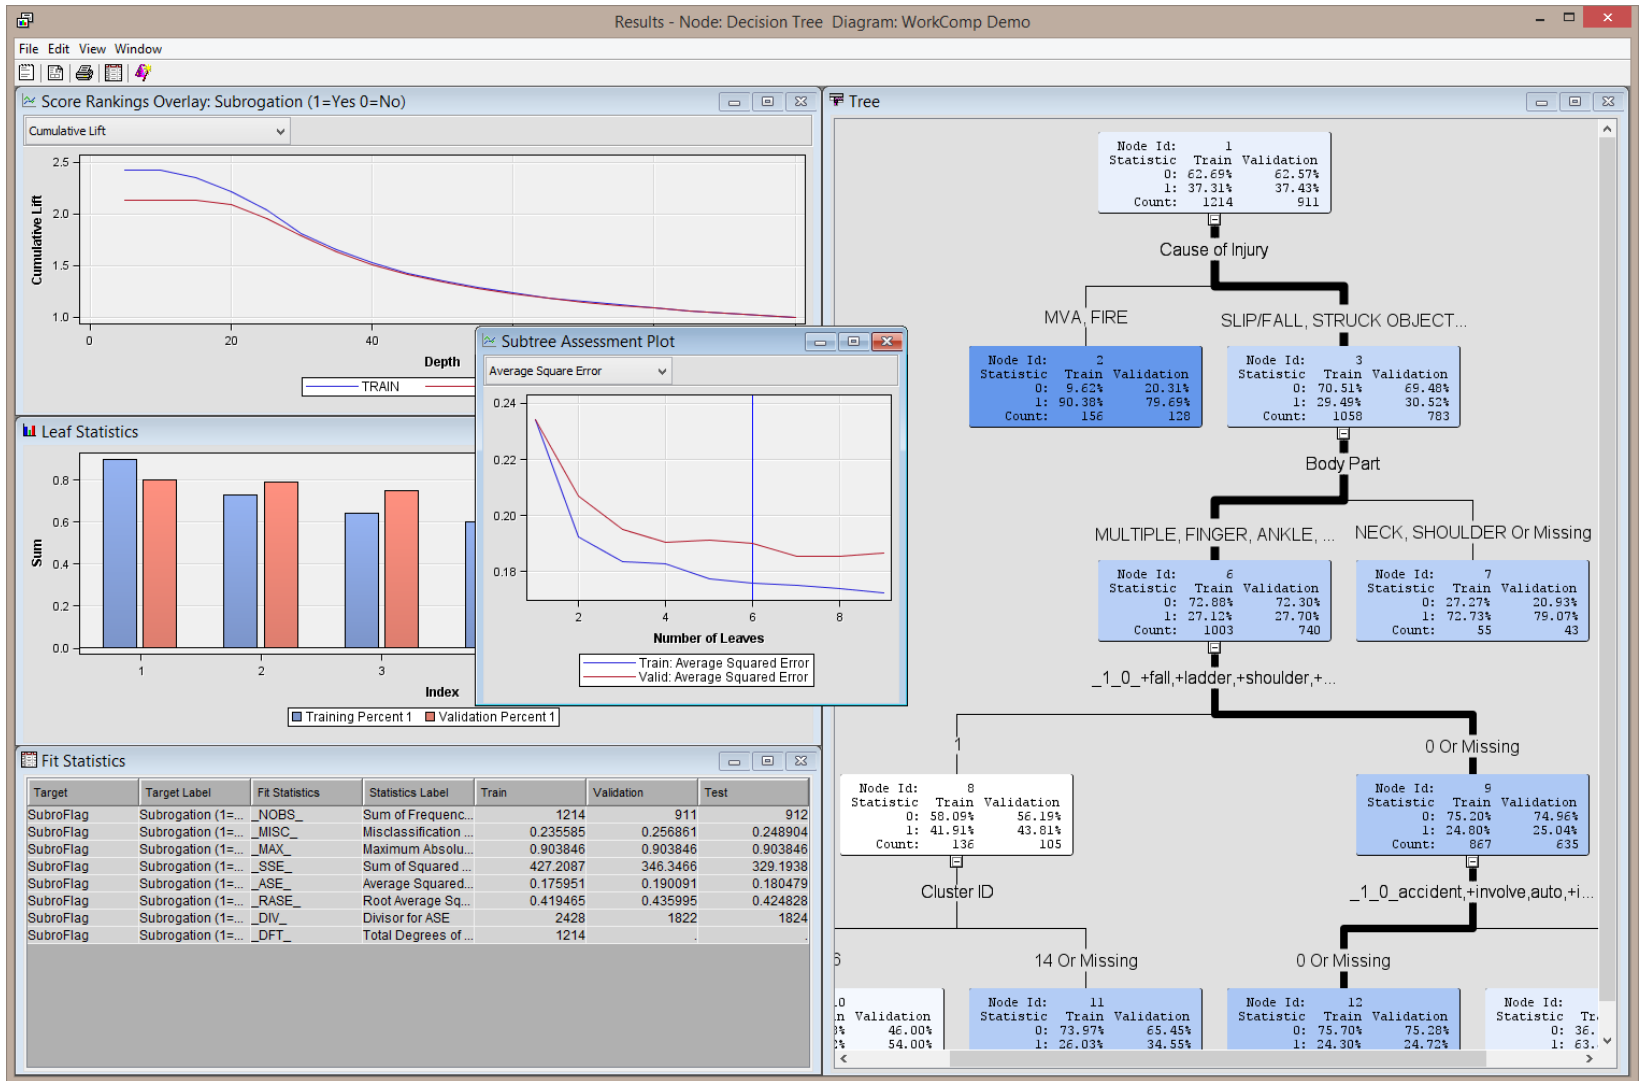 Results - Node: Decision Tree  Diagram: WorkComp Demo
File Edit View Window
Score Rankings Overlay: Subrogation (1=Yes 0=No)
Cumulative Lift
2.5
2.0
1.5
1.0
Cumulative Lift
0 20 40
Depth
TRAIN
Leaf Statistics
0.8
0.6
0.4
0.2
0.0
Sum
1 2 3
Index
Training Percent 1 Validation Percent 1
Subtree Assessment Plot
Average Square Error
0.24
0.22
0.20
0.18
2 4 6 8
Number of Leaves
Train: Average Squared Error
Valid: Average Squared Error
Fit Statistics
Target Target Label Fit Statistics Statistics Label Train Validation Test
SubroFlag Subrogation (1=... _NOBS_ Sum of Frequenc... 1214 911 912
SubroFlag Subrogation (1=... _MISC_ Misclassification ... 0.235585 0.256861 0.248904
SubroFlag Subrogation (1=... _MAX_ Maximum Absolu... 0.903846 0.903846 0.903846
SubroFlag Subrogation (1=... _SSE_ Sum of Squared ... 427.2087 346.3466 329.1938
SubroFlag Subrogation (1=... _ASE_ Average Squared... 0.175951 0.190091 0.180479
SubroFlag Subrogation (1=... _RASE_ Root Average Sq... 0.419465 0.435995 0.424828
SubroFlag Subrogation (1=... _DIV_ Divisor for ASE 2428 1822 1824
SubroFlag Subrogation (1=... _DFT_ Total Degrees of ... 1214 . .
Tree
Node Id: 1
Statistic Train Validation
0: 62.69% 62.57%
1: 37.31% 37.43%
Count: 1214 911
Cause of Injury
MVA, FIRE
SLIP/FALL, STRUCK OBJECT...
Node Id: 2
Statistic Train Validation
0: 9.62% 20.31%
1: 90.38% 79.69%
Count: 156 128
Node Id: 3
Statistic Train Validation
0: 70.51% 69.48%
1: 29.49% 30.52%
Count: 1058 783
Body Part
MULTIPLE, FINGER, ANKLE, ...
NECK, SHOULDER Or Missing
Node Id: 6
Statistic Train Validation
0: 72.88% 72.30%
1: 27.12% 27.70%
Count: 1003 740
Node Id: 7
Statistic Train Validation
0: 27.27% 20.93%
1: 72.73% 79.07%
Count: 55 43
_1_0_+fall,+ladder,+shoulder,+...
1
0 Or Missing
Node Id: 8
Statistic Train Validation
0: 58.09% 56.19%
1: 41.91% 43.81%
Count: 136 105
Node Id: 9
Statistic Train Validation
0: 75.20% 74.96%
1: 24.80% 25.04%
Count: 867 635
Cluster ID
_1_0_accident,+involve,auto,+i...
14 Or Missing
0 Or Missing
Validation
46.00%
54.00%
Node Id: 11
Statistic Train Validation
0: 73.97% 65.45%
1: 26.03% 34.55%
Node Id: 12
Statistic Train Validation
0: 75.70% 75.28%
1: 24.30% 24.72%
Node Id:
Statistic
0: 36.
1: 63.